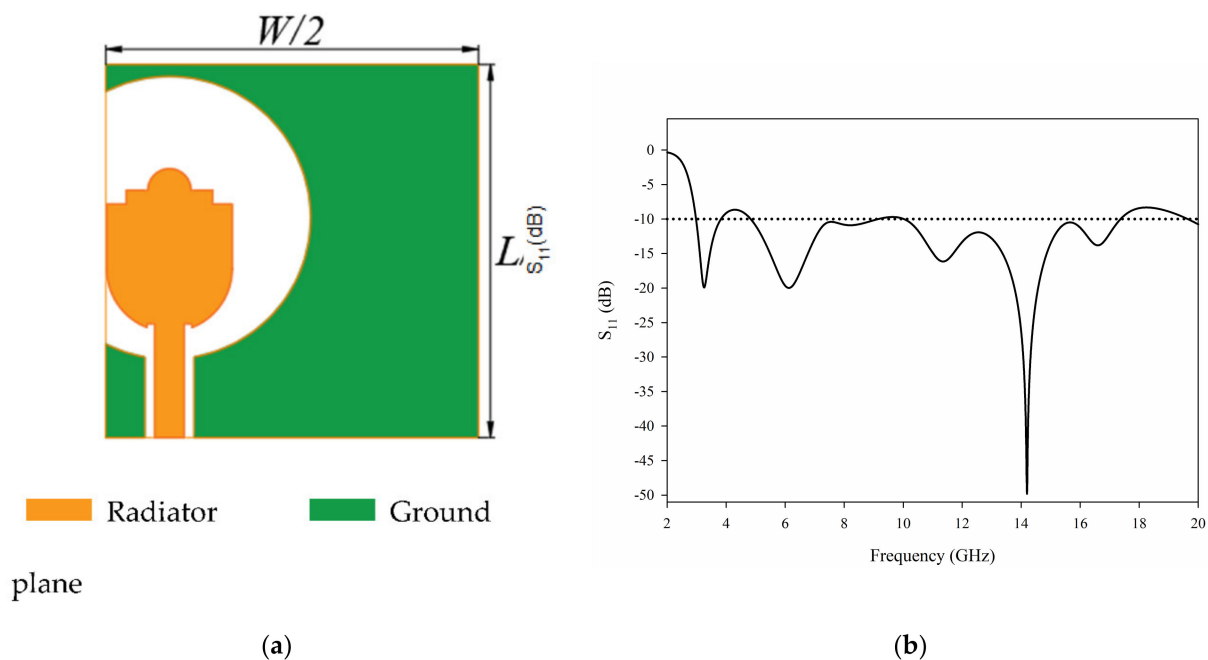 W/2
L,
S11(dB)
Radiator
Ground
plane
(a)
0
-5
-10
-15
-20
-25
-30
-35
-40
-45
-50
S11 (dB)
2 4 6 8 10 12 14 16 18 20
Frequency (GHz)
(b)